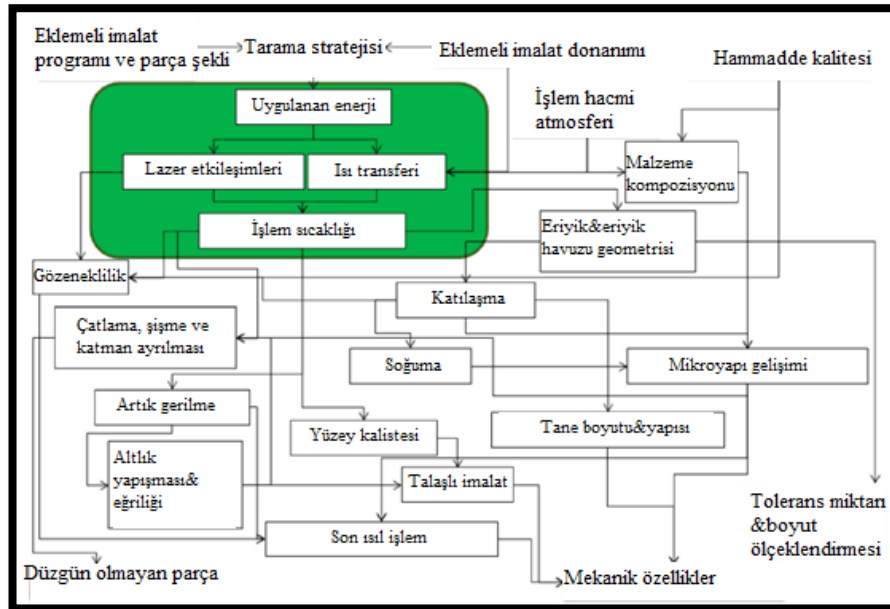 Eklemeli imalat
programı ve parça şekli
Tarama stratejisi
Eklemeli imalat donanımı
Hammadde kalitesi
Uygulanan enerji
İşlem hacmi
atmosferi
Lazer etkileşimleri
Isı transferi
Malzeme
kompozisyonu
İşlem sıcaklığı
Eriyik&eriyik
havuzu geometrisi
Gözeneklilik
Katılaşma
Çatlama, şişme ve
katman ayrılması
Soğuma
Mikroyapı gelişimi
Artık gerilme
Yüzey kalistesi
Tane boyutu&yapısı
Altlık
yapışması&
eğriliği
Talaşlı imalat
Tolerans miktarı
&boyut
ölçeklendirmesi
Son ısıl işlem
Düzgün olmayan parça
Mekanik özellikler